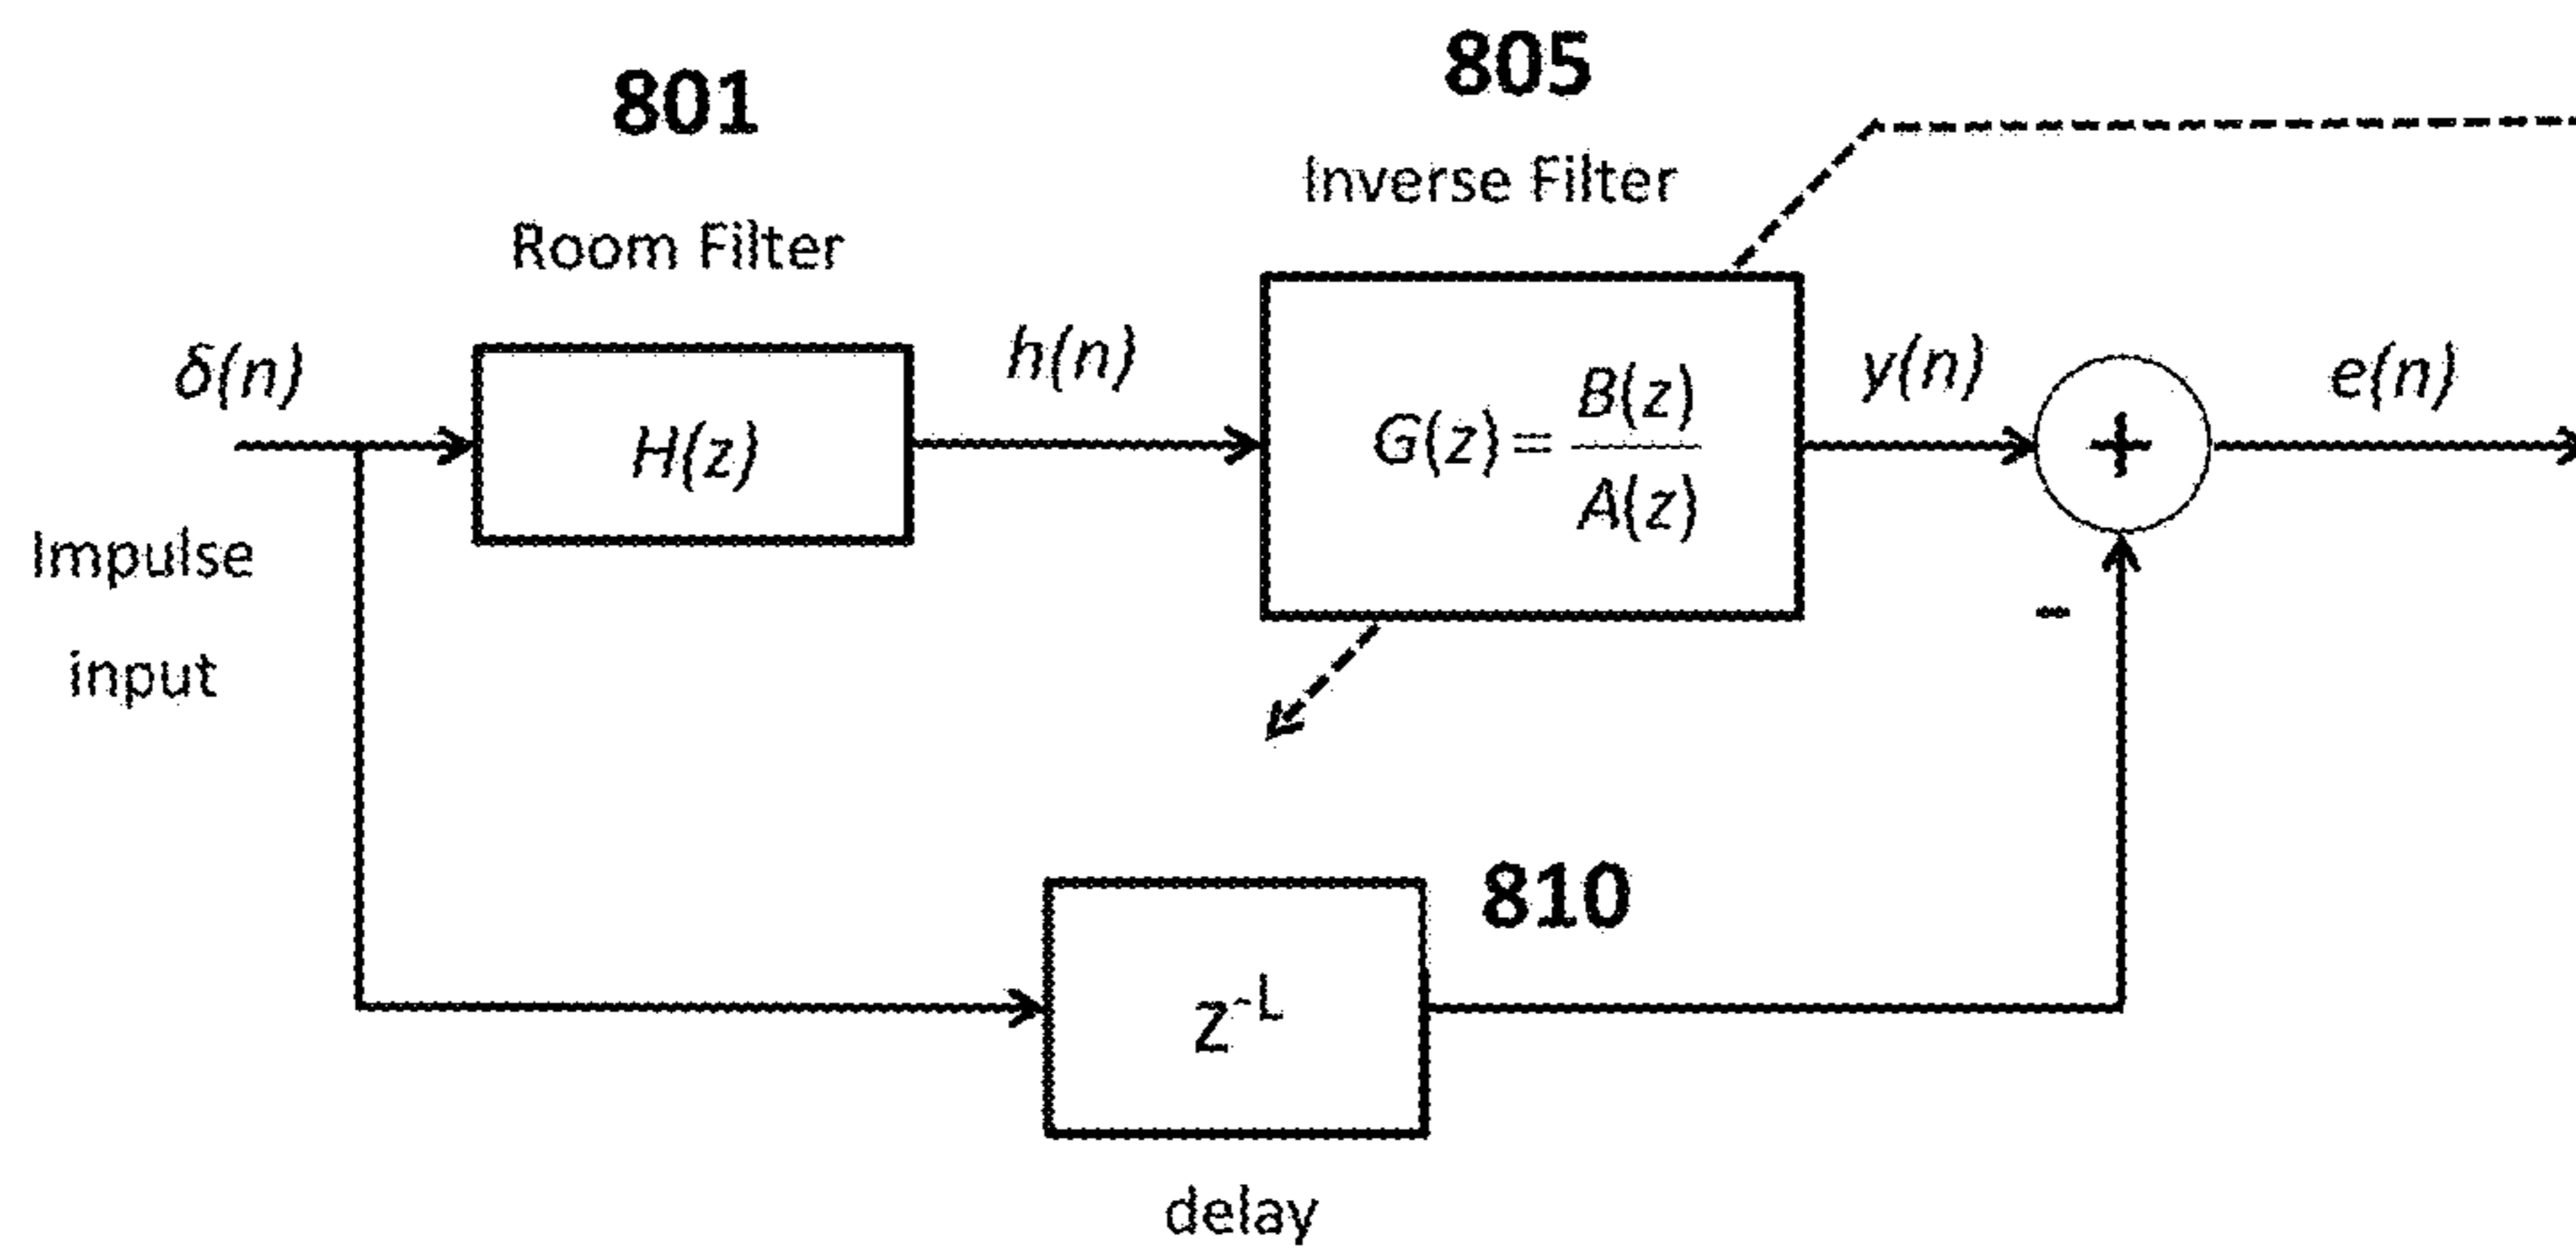 801
Room Filter
805
Inverse Filter
δ(n)
Impulse
input
H(z)
h(n)
G(z) = B(z)
A(z)
y(n)
+
-
e(n)
Z^-L
810
delay